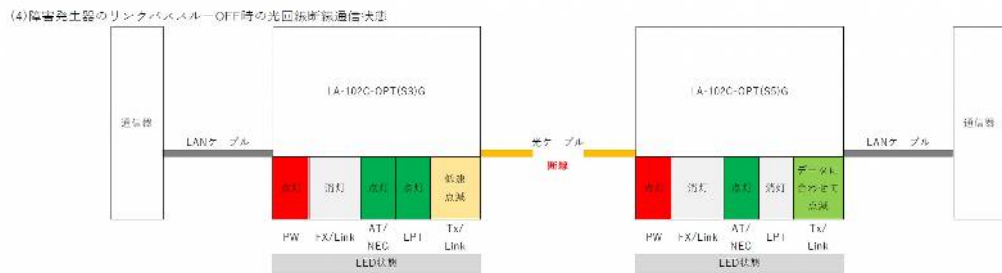 (4)障害発生器のリンクパススルーOFF時の光回線断線通信状態
LA-102C-OPT(S3)G
LA-102C-OPT(S5)G
通信器
LANケーブル
光ケーブル
断線
LANケーブル
通信器
点灯
消灯
点灯
点灯
低速
点滅
点灯
消灯
点灯
消灯
データに
合わせて
点滅
PW
FX/Link
AT/
NEG
LPT
Tx/
Link
PW
FX/Link
AT/
NEG
LPT
Tx/
Link
LED状態
LED状態